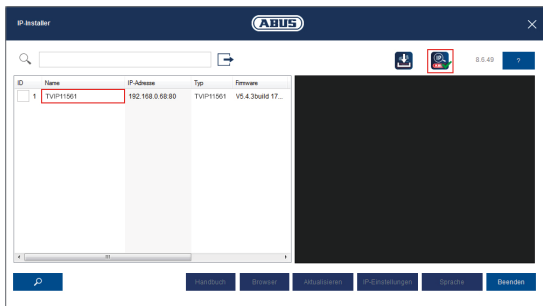 IP-Installer
ABUS
8.6.49 ?
ID Name IP-Adresse Typ Firmware
1 TVIP11561 192.168.0.68:80 TVIP11561 V5.4.3build 17...
Handbuch Browser Aktualisieren IP-Einstellungen Sprache Beenden